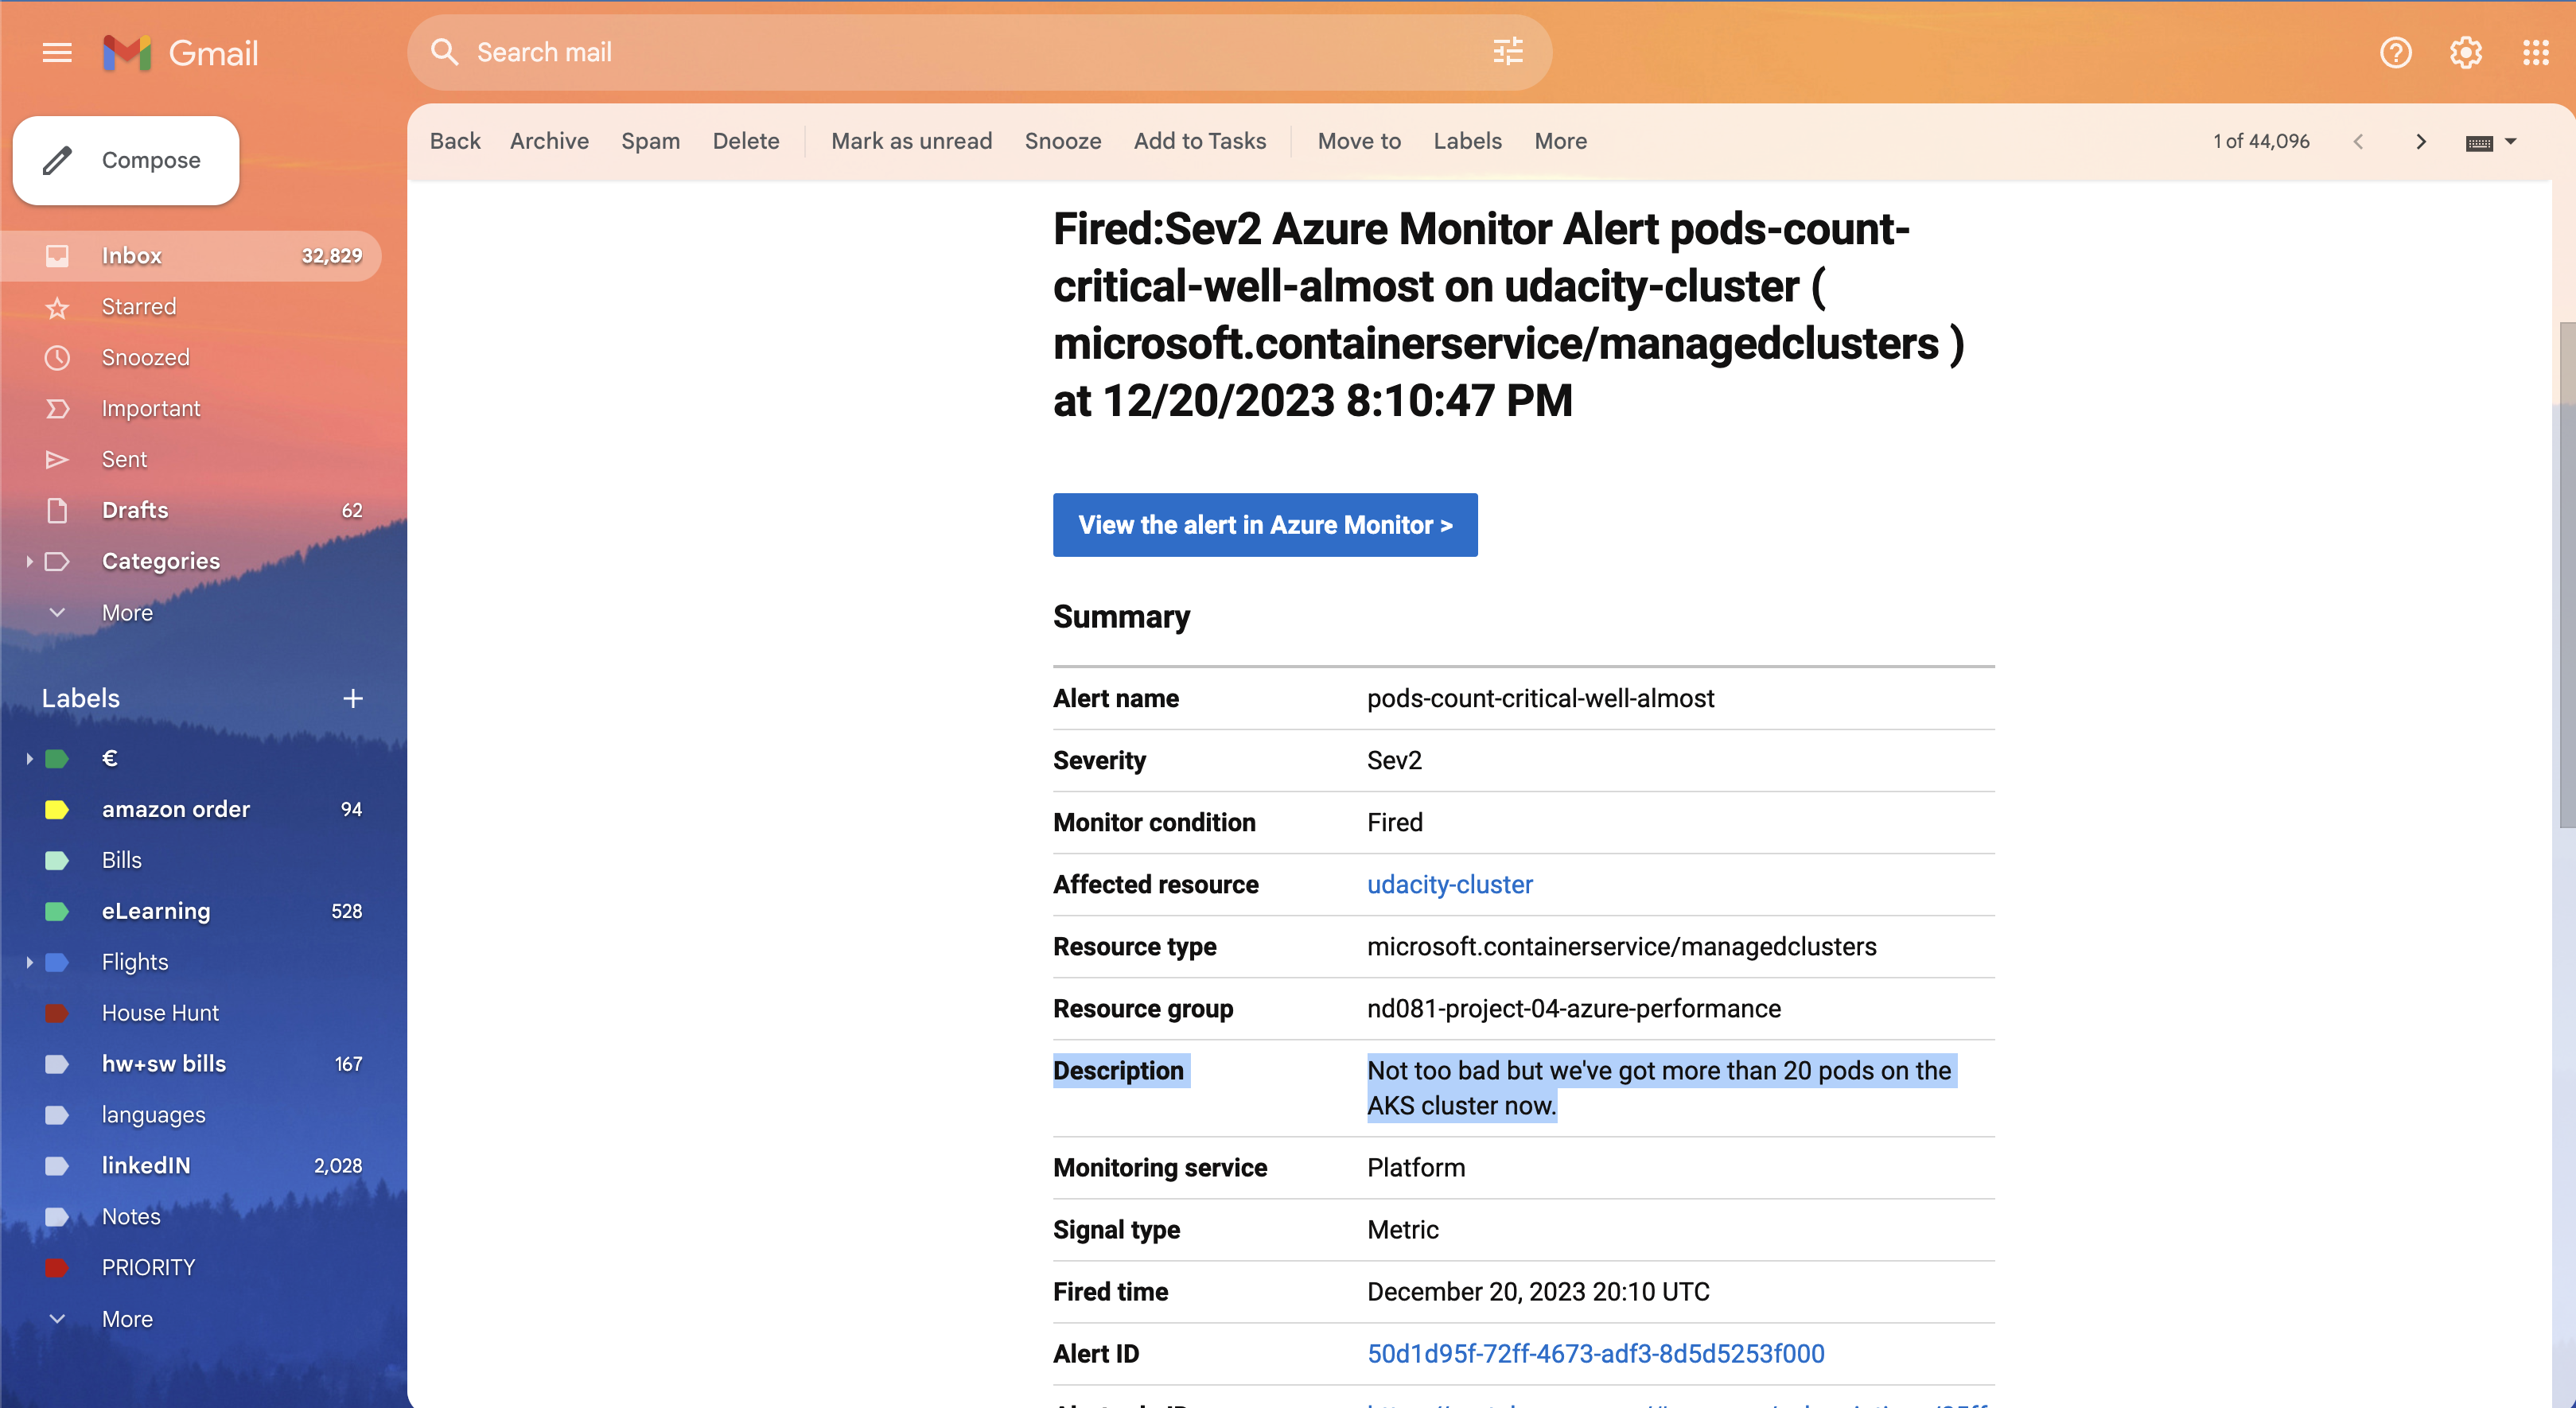 Gmail
Search mail
Compose
Inbox 32,829
Starred
Snoozed
Important
Sent
Drafts 62
Categories
More
Labels +
€
amazon order 94
Bills
eLearning 528
Flights
House Hunt
hw+sw bills 167
languages
linkedIN 2,028
Notes
PRIORITY
More
Back Archive Spam Delete Mark as unread Snooze Add to Tasks Move to Labels More 1 of 44,096
Fired:Sev2 Azure Monitor Alert pods-count-
critical-well-almost on udacity-cluster (
microsoft.containerservice/managedclusters )
at 12/20/2023 8:10:47 PM
View the alert in Azure Monitor >
Summary
Alert name pods-count-critical-well-almost
Severity Sev2
Monitor condition Fired
Affected resource udacity-cluster
Resource type microsoft.containerservice/managedclusters
Resource group nd081-project-04-azure-performance
Description Not too bad but we've got more than 20 pods on the
AKS cluster now.
Monitoring service Platform
Signal type Metric
Fired time December 20, 2023 20:10 UTC
Alert ID 50d1d95f-72ff-4673-adf3-8d5d5253f000